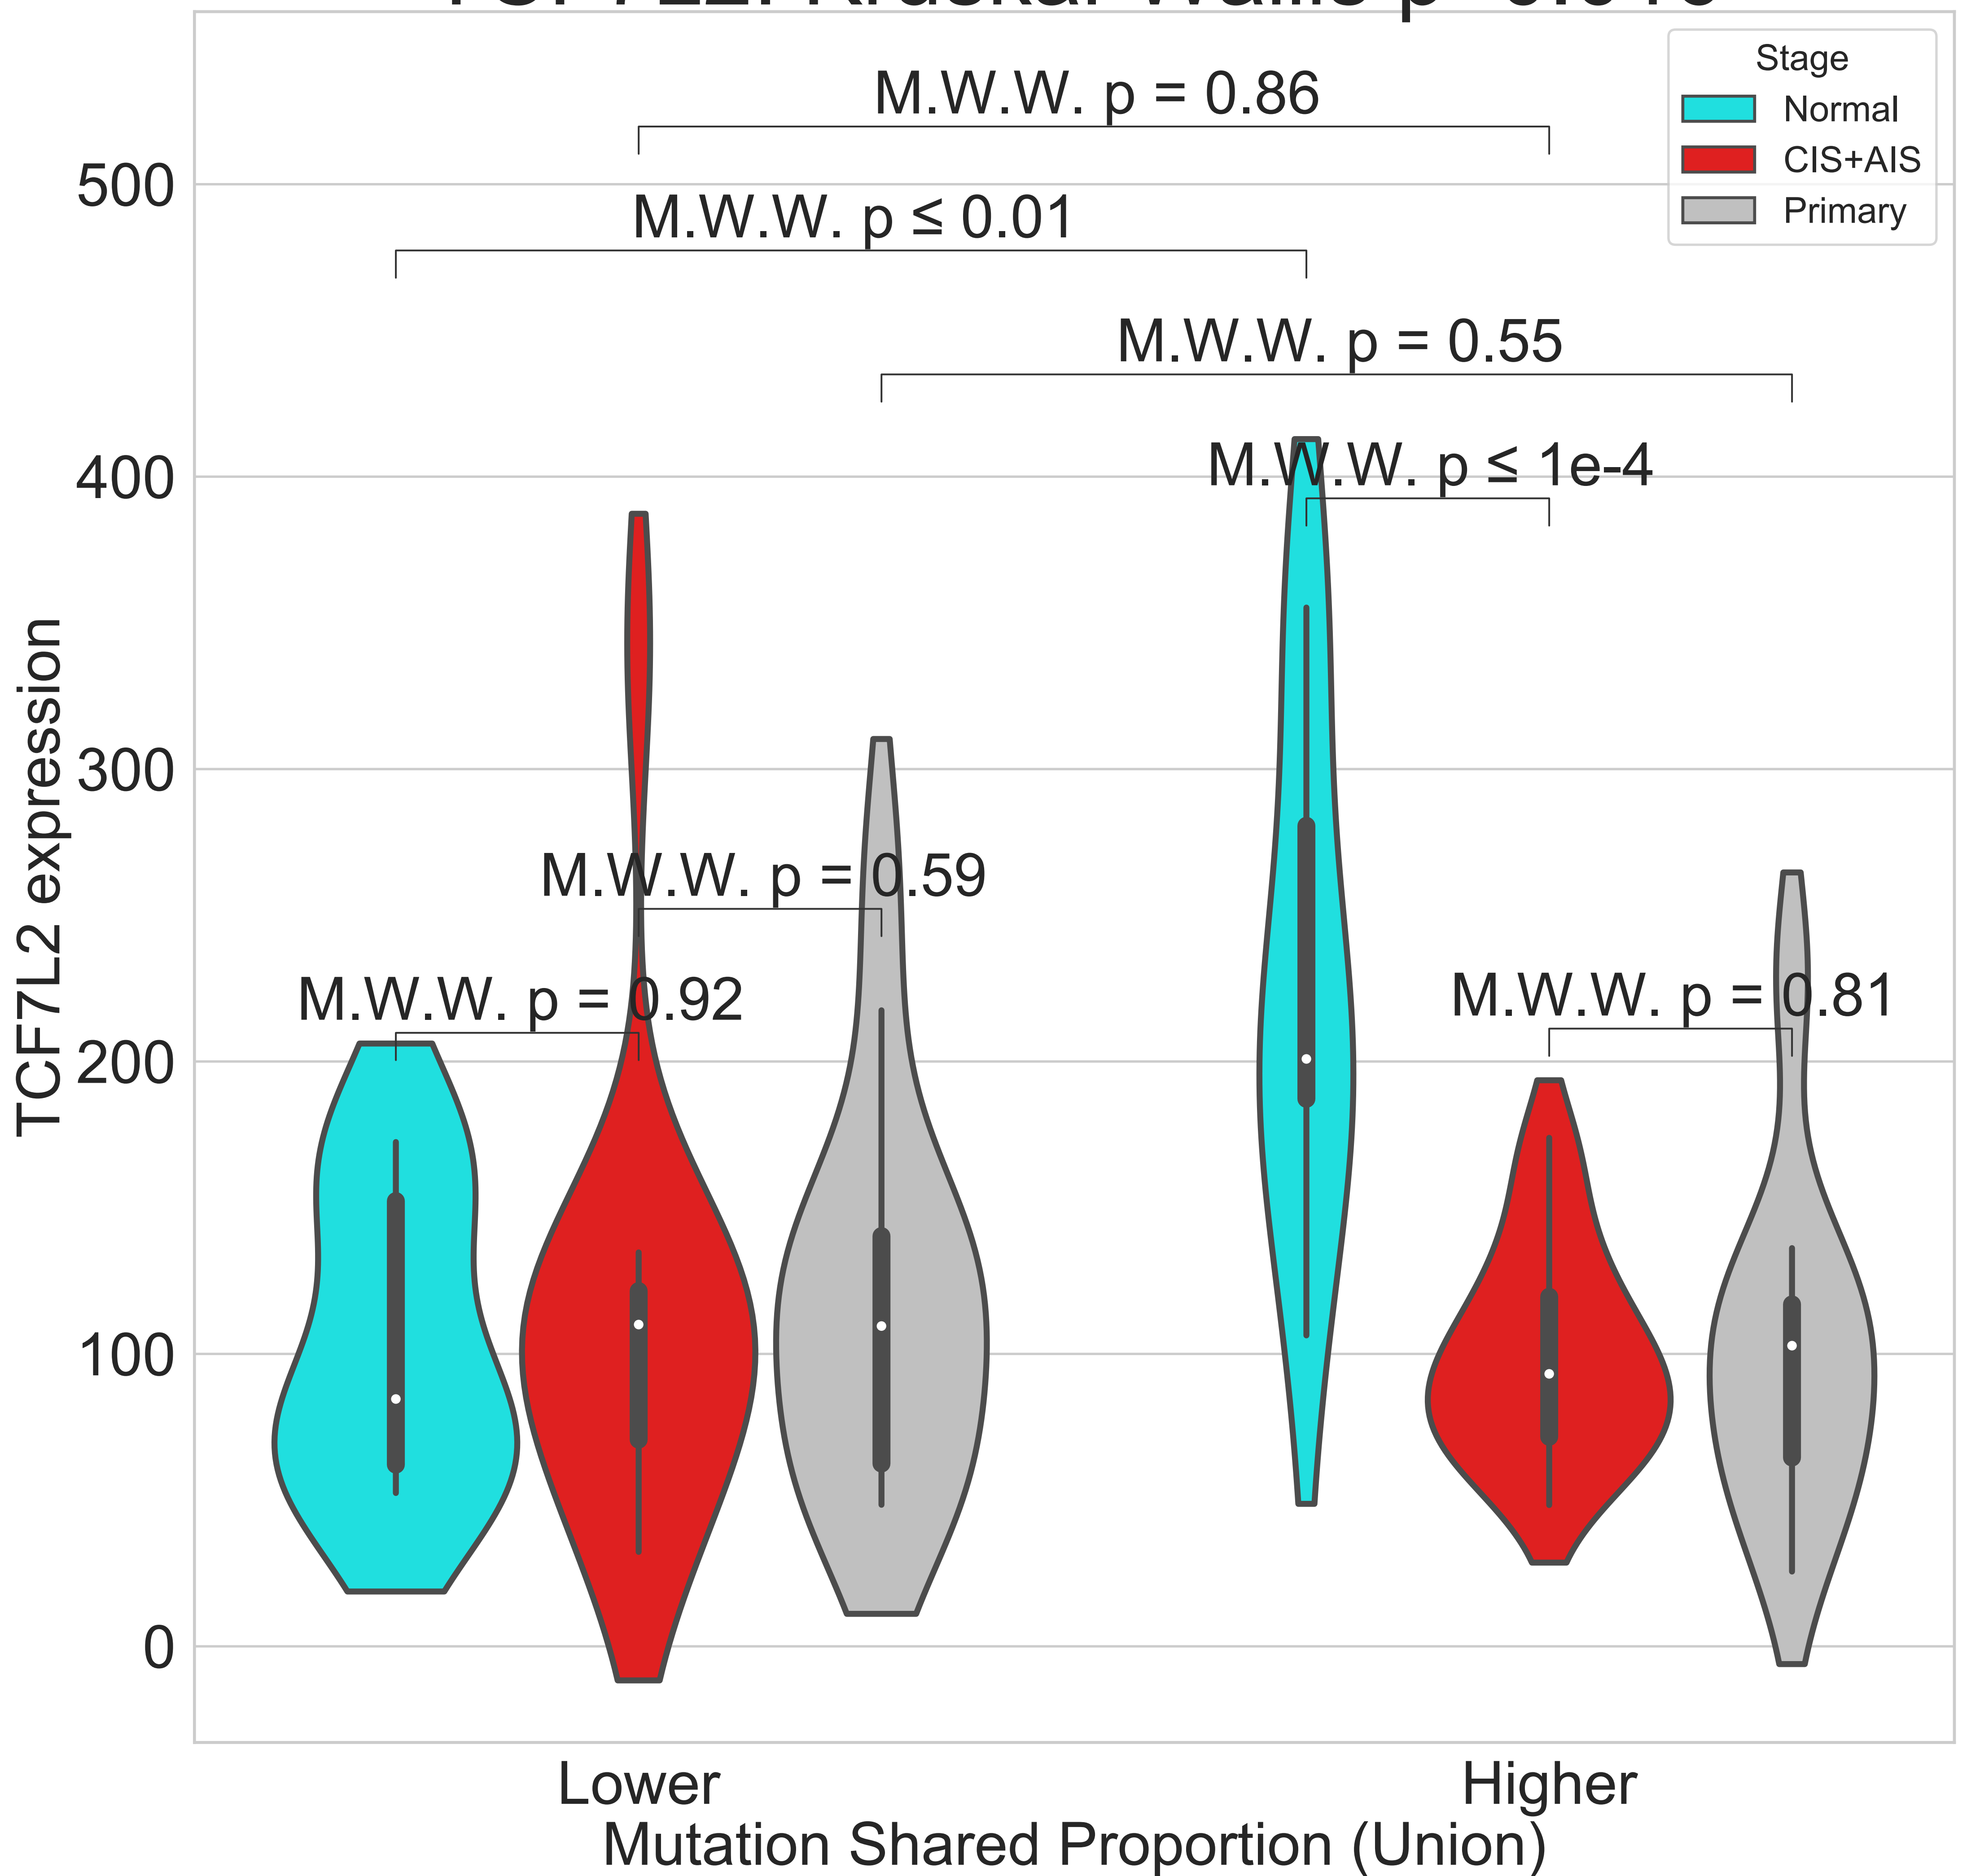 M.W.W. p = 0.86
Stage
Normal
CIS+AIS
Primary
M.W.W. p ≤ 0.01
M.W.W. p = 0.55
M.W.W. p ≤ 1e-4
M.W.W. p = 0.59
M.W.W. p = 0.92
M.W.W. p = 0.81
500
400
300
200
100
0
TCF7L2 expression
Lower
Higher
Mutation Shared Proportion (Union)